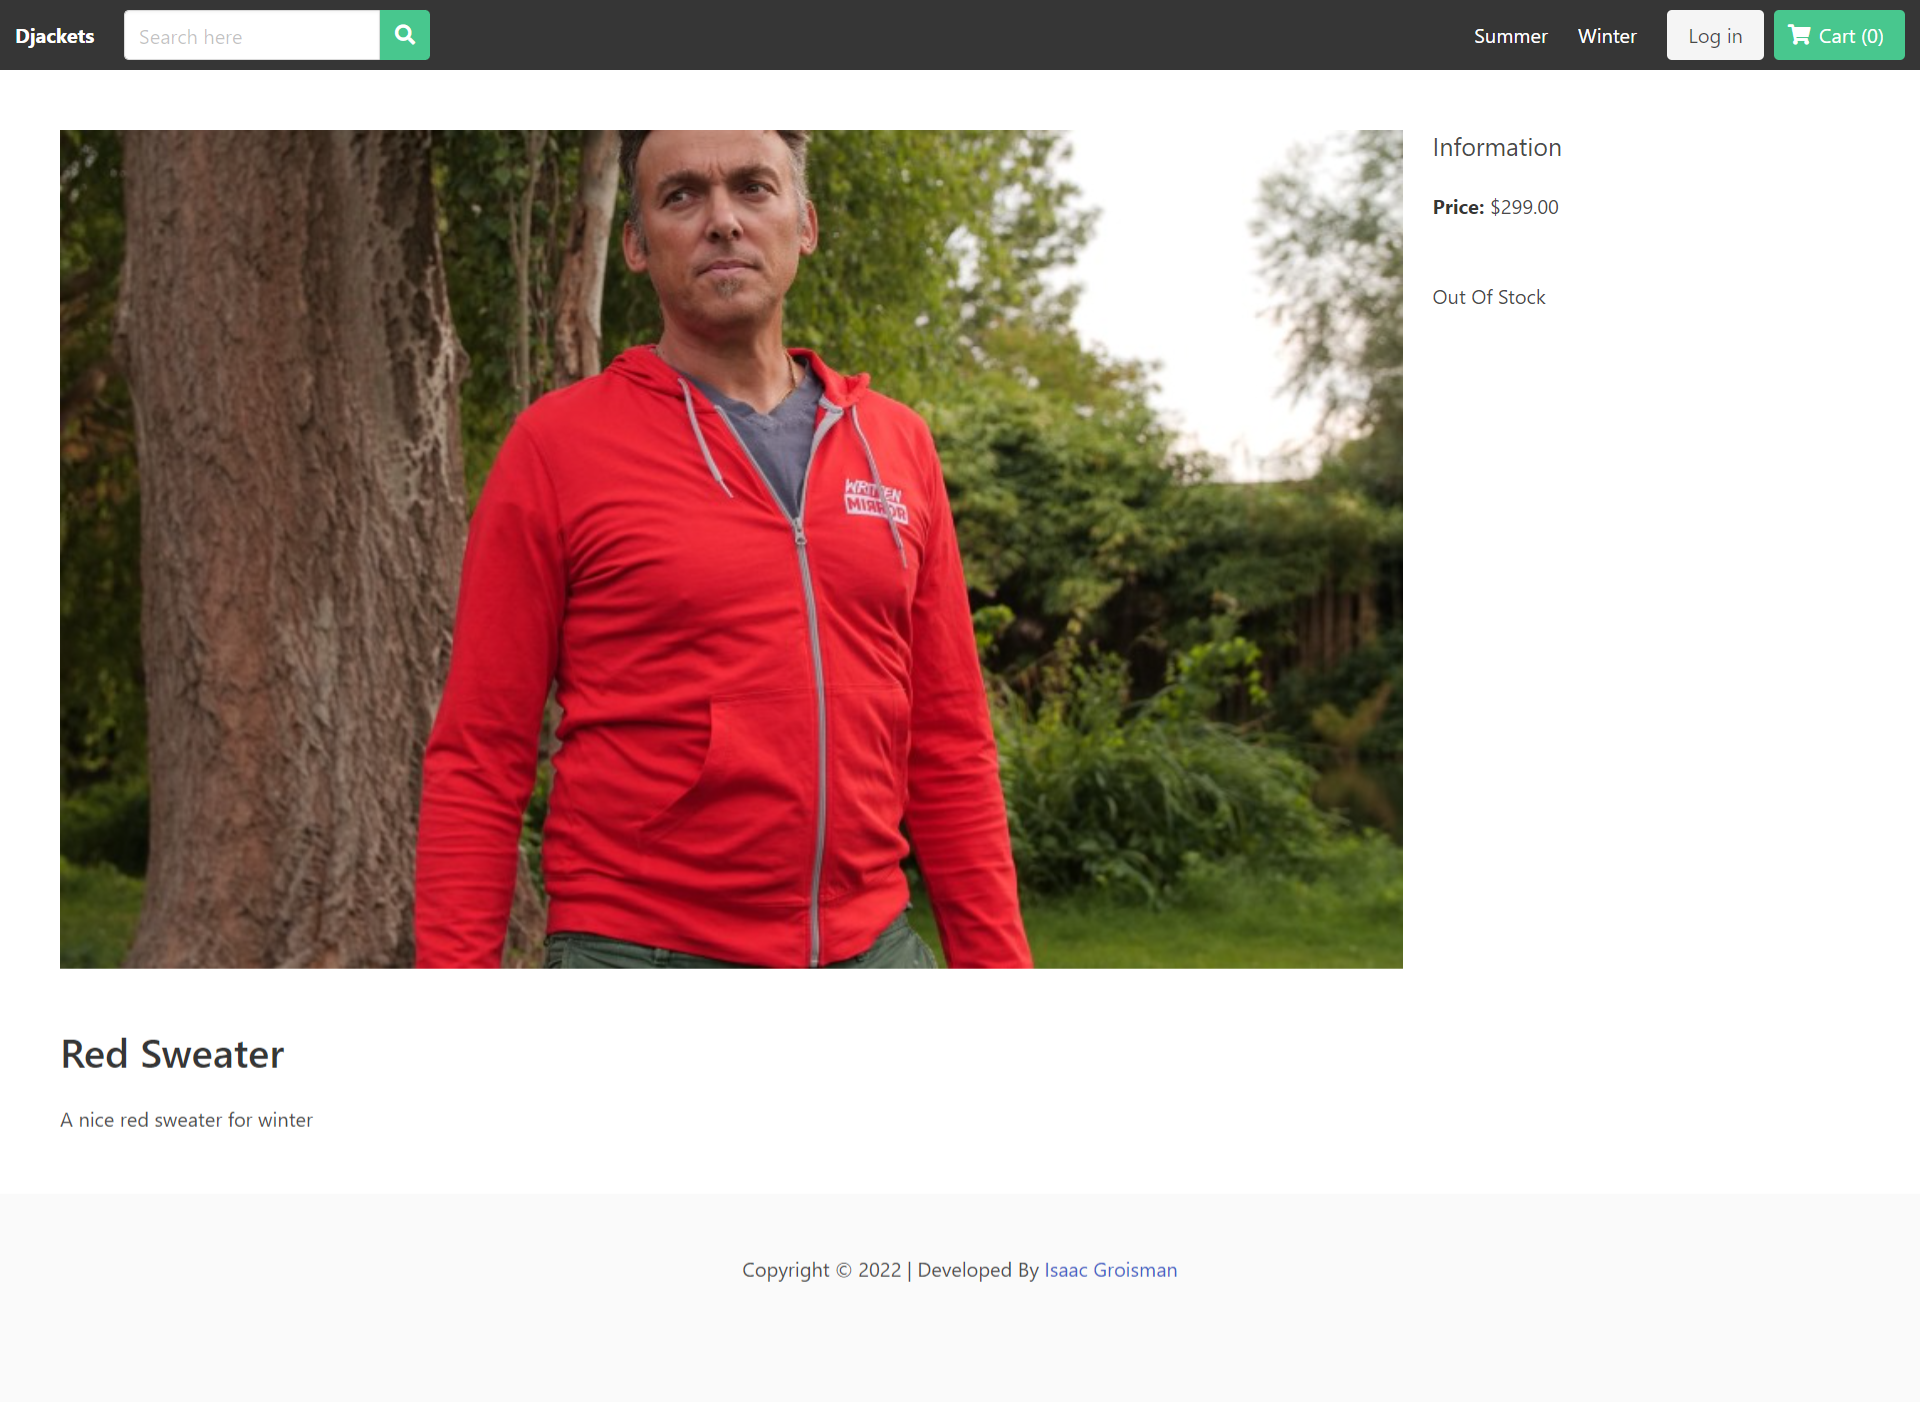 Djackets
Search here
Summer
Winter
Log in
Cart (0)
WRITTEN
MIRROR
Information
Price: $299.00
Out Of Stock
Red Sweater
A nice red sweater for winter
Copyright © 2022 | Developed By Isaac Groisman